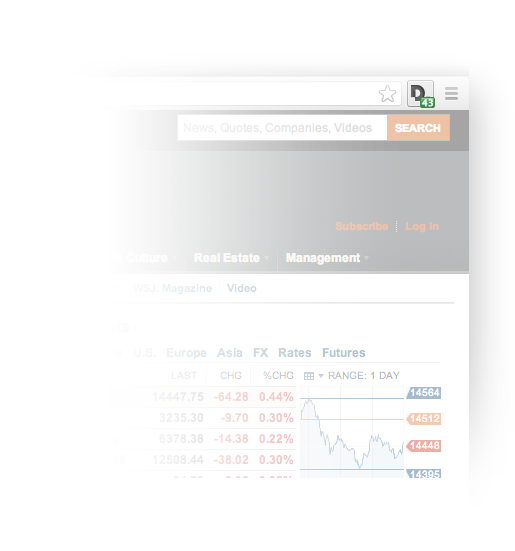 D
43
News, Quotes, Companies, Videos
SEARCH
Subscribe Log In
Culture Real Estate Management
WSJ. Magazine Video
U.S. Europe Asia FX Rates Futures
LAST CHG %CHG RANGE: 1 DAY
14564
14447.75 -64.28 0.44%
3235.30 -9.70 0.30%
14512
6378.38 -14.38 0.22%
14448
12508.44 -38.02 0.30%
14395